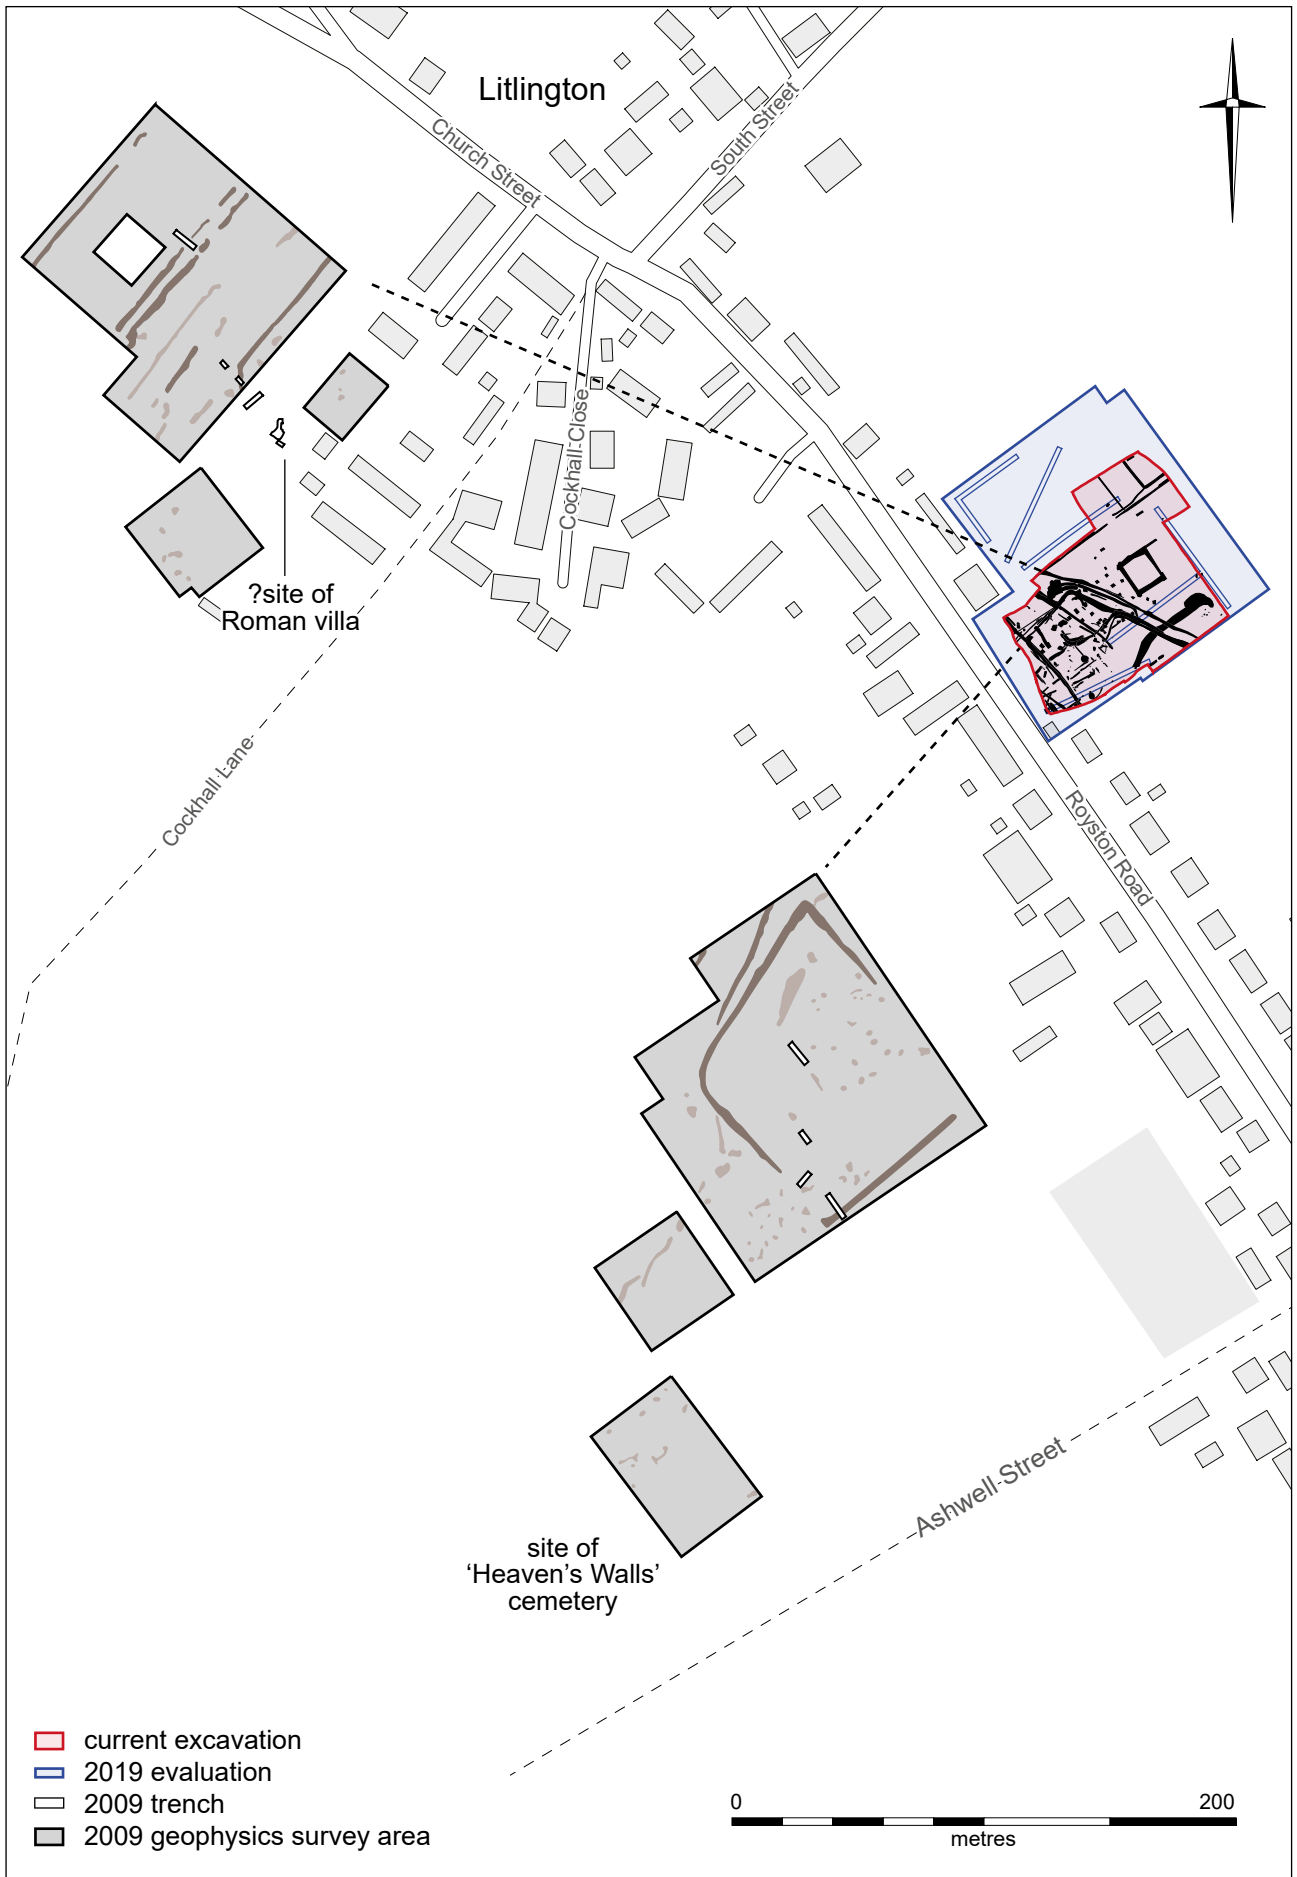 Litlington
Church Street
South Street
Cockhall Close
?site of
Roman villa
Cockhall Lane
Royston Road
Ashwell Street
site of
‘Heaven’s Walls’
cemetery
current excavation
2019 evaluation
2009 trench
2009 geophysics survey area
0 200
metres